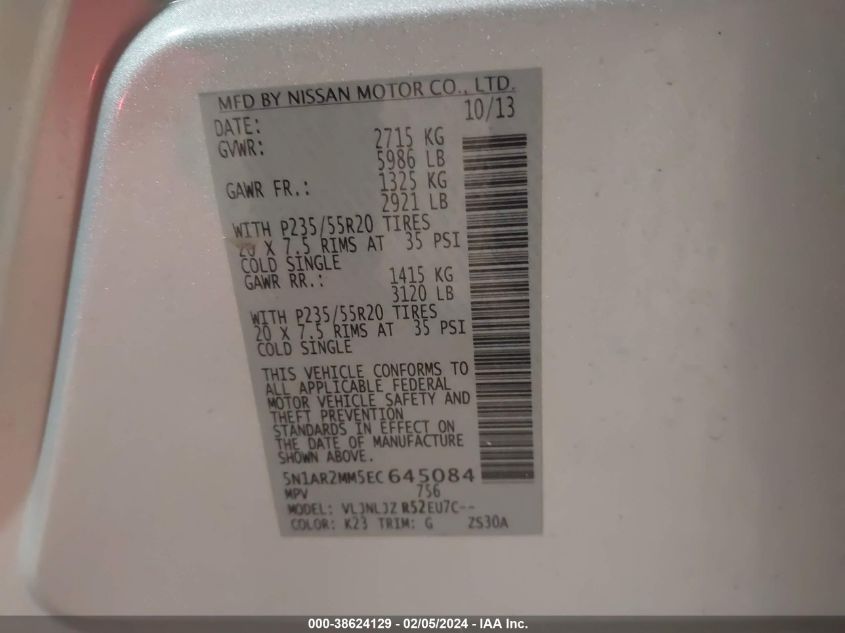 MFD BY NISSAN MOTOR CO., LTD.
DATE: 10/13
GVWR: 2715 KG
5986 LB
GAWR FR.: 1325 KG
2921 LB
WITH P235/55R20 TIRES
20 X 7.5 RIMS AT 35 PSI
COLD SINGLE
GAWR RR.: 1415 KG
3120 LB
WITH P235/55R20 TIRES
20 X 7.5 RIMS AT 35 PSI
COLD SINGLE
THIS VEHICLE CONFORMS TO
ALL APPLICABLE FEDERAL
MOTOR VEHICLE SAFETY AND
THEFT PREVENTION
STANDARDS IN EFFECT ON
THE DATE OF MANUFACTURE
SHOWN ABOVE.
5N1AR2MM5EC645084
MPV 756
MODEL: VLJNLJZ R52EU7C--
COLOR: K23 TRIM: G ZS30A
000-38624129 - 02/05/2024 - IAA Inc.